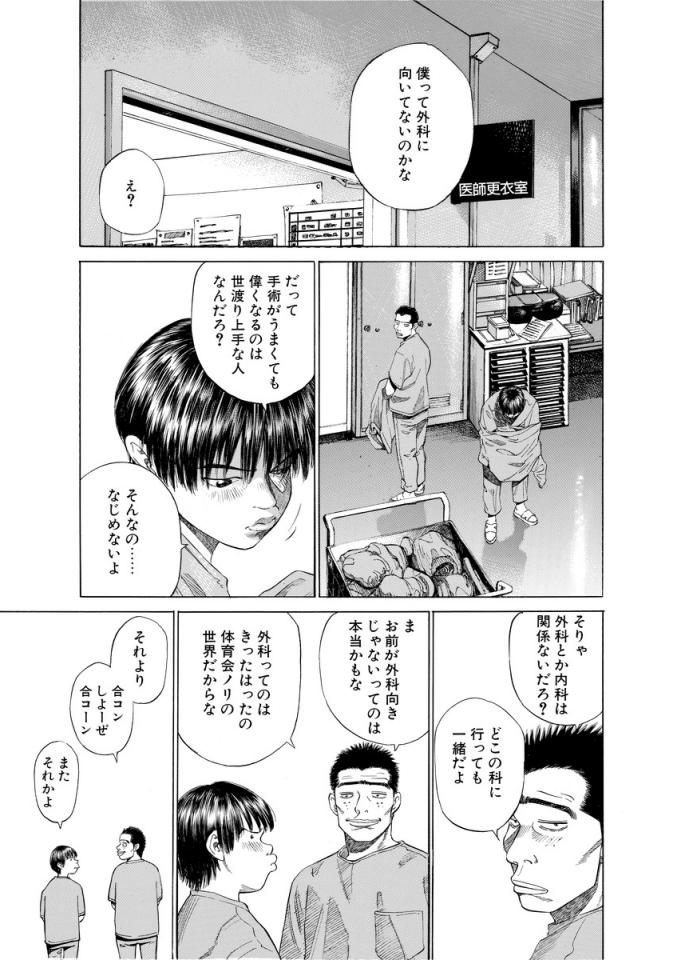 僕って外科に
向いてないのかな
医師更衣室
え？
だって
手術がうまくても
偉くなるのは
世渡り上手な人
なんだろ？
そんなの……
なじめないよ
そりゃ
外科とか内科は
関係ないだろ？
どこの科に
行っても
一緒だよ
ま
お前が外科向き
じゃないってのは
本当かもな
外科ってのは
きったはったの
体育会ノリの
世界だからな
それより
合コン
しよーぜ
合コーン
また
それかよ